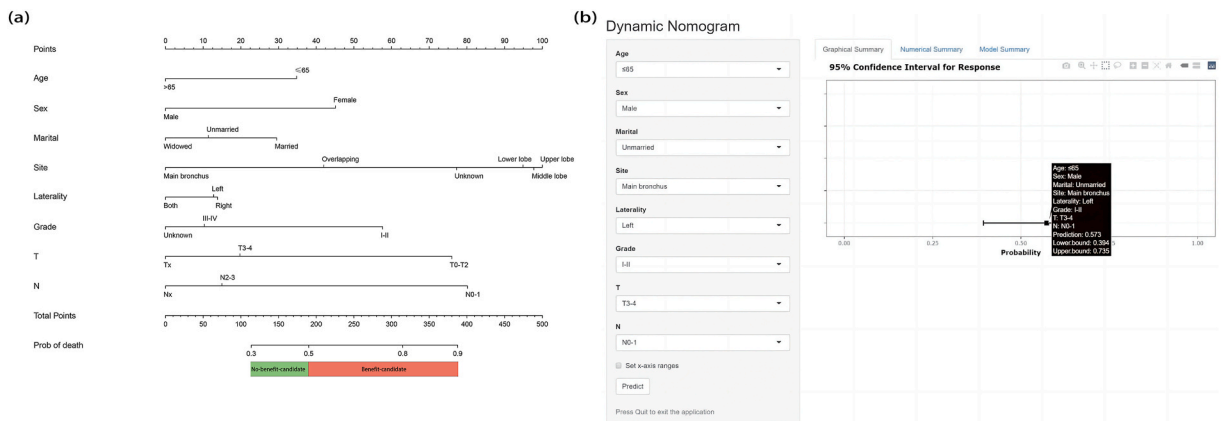 (a)
Points
0 10 20 30 40 50 60 70 80 90 100
Age
≤65
>65
Sex
Female
Male
Marital
Unmarried
Widowed Married
Site
Overlapping Lower lobe Upper lobe
Main bronchus Unknown Middle lobe
Laterality
Left
Both Right
Grade
III-IV
Unknown I-II
T
T3-4
Tx T0-T2
N
N2-3
Nx N0-1
Total Points
0 50 100 150 200 250 300 350 400 450 500
Prob of death
0.3 0.5 0.8 0.9
No-benefit-candidate Benefit-candidate
(b)
Dynamic Nomogram
Age
≤65
Sex
Male
Marital
Unmarried
Site
Main bronchus
Laterality
Left
Grade
I-II
T
T3-4
N
N0-1
Set x-axis ranges
Predict
Press Quit to exit the application
Graphical Summary Numerical Summary Model Summary
95% Confidence Interval for Response
Age: ≤65
Sex: Male
Marital: Unmarried
Site: Main bronchus
Laterality: Left
Grade: I-II
T: T3-4
N: N0-1
Prediction: 0.573
Lower.bound: 0.394
Upper.bound: 0.735
0.00 0.25 0.50 1.00
Probability